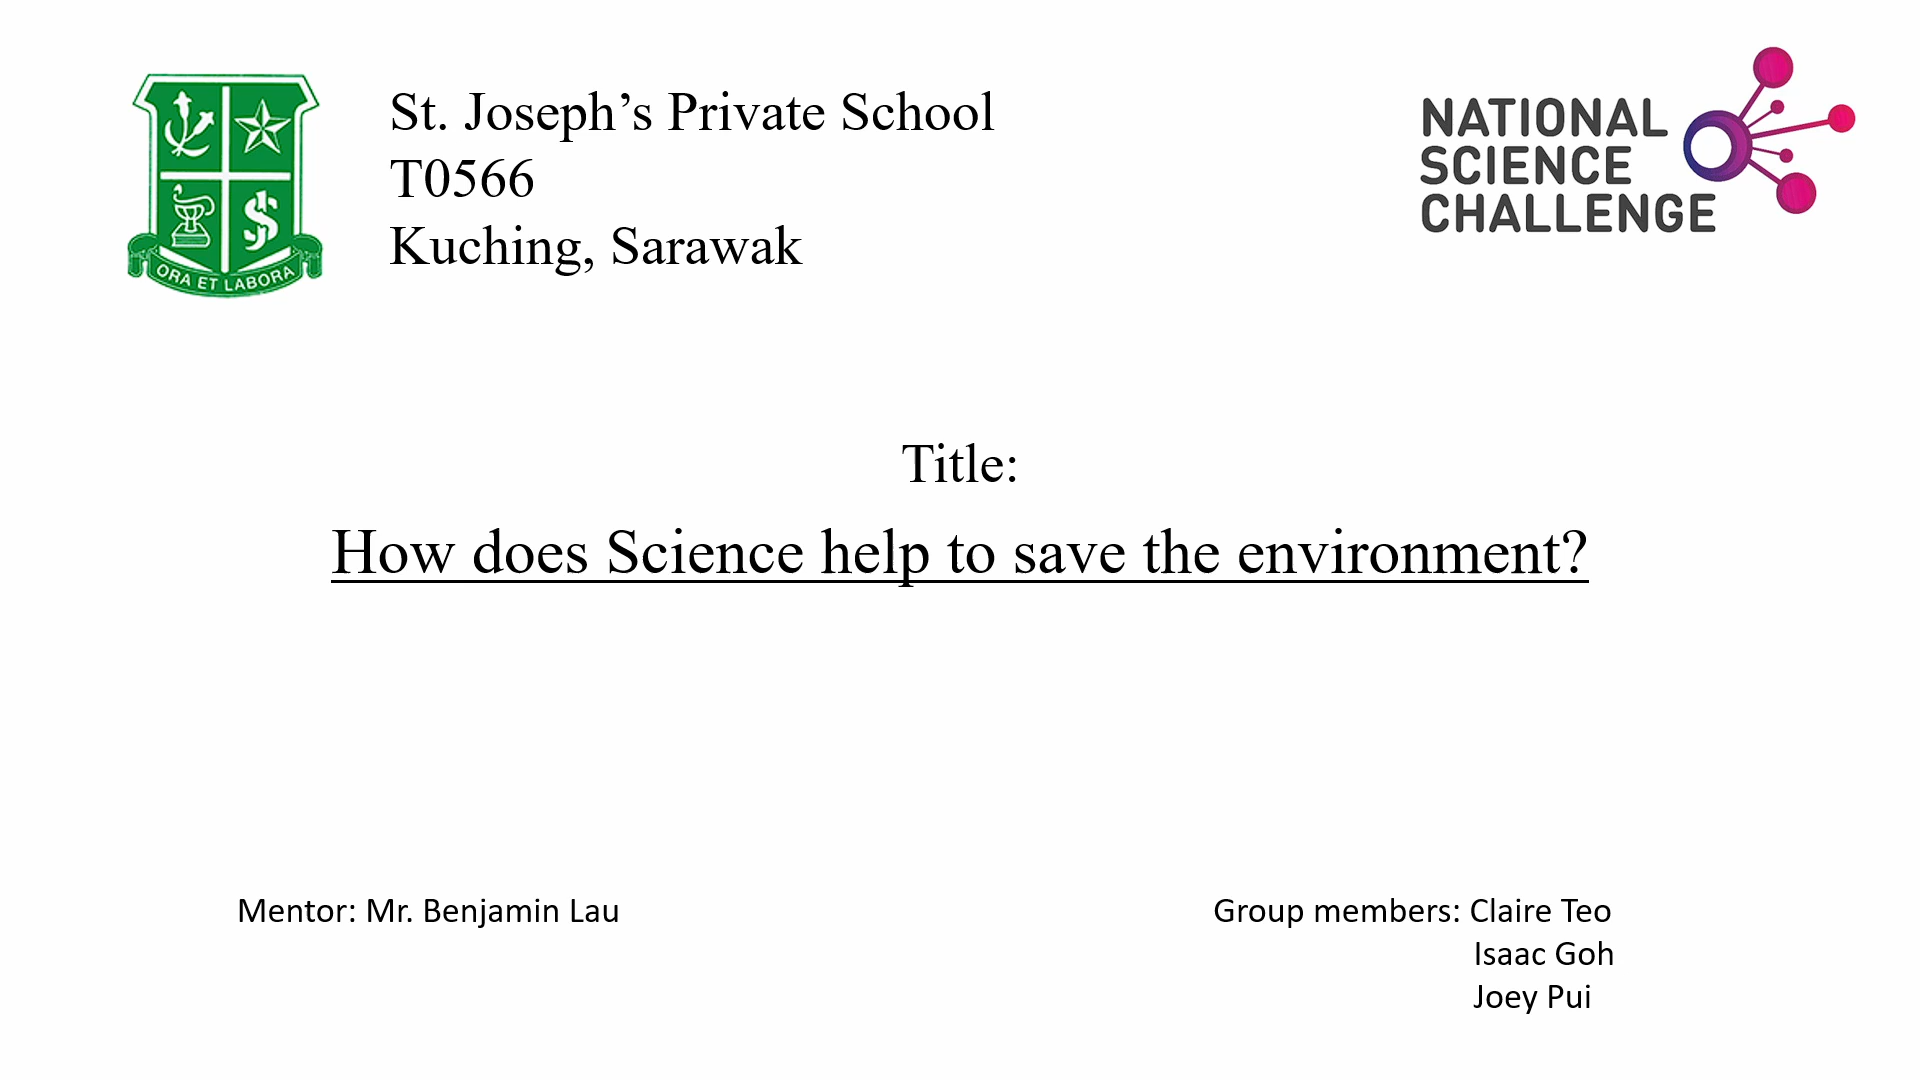 St. Joseph’s Private School
T0566
Kuching, Sarawak
ORA ET LABORA
NATIONAL
SCIENCE
CHALLENGE
Title:
How does Science help to save the environment?
Mentor: Mr. Benjamin Lau
Group members: Claire Teo
Isaac Goh
Joey Pui